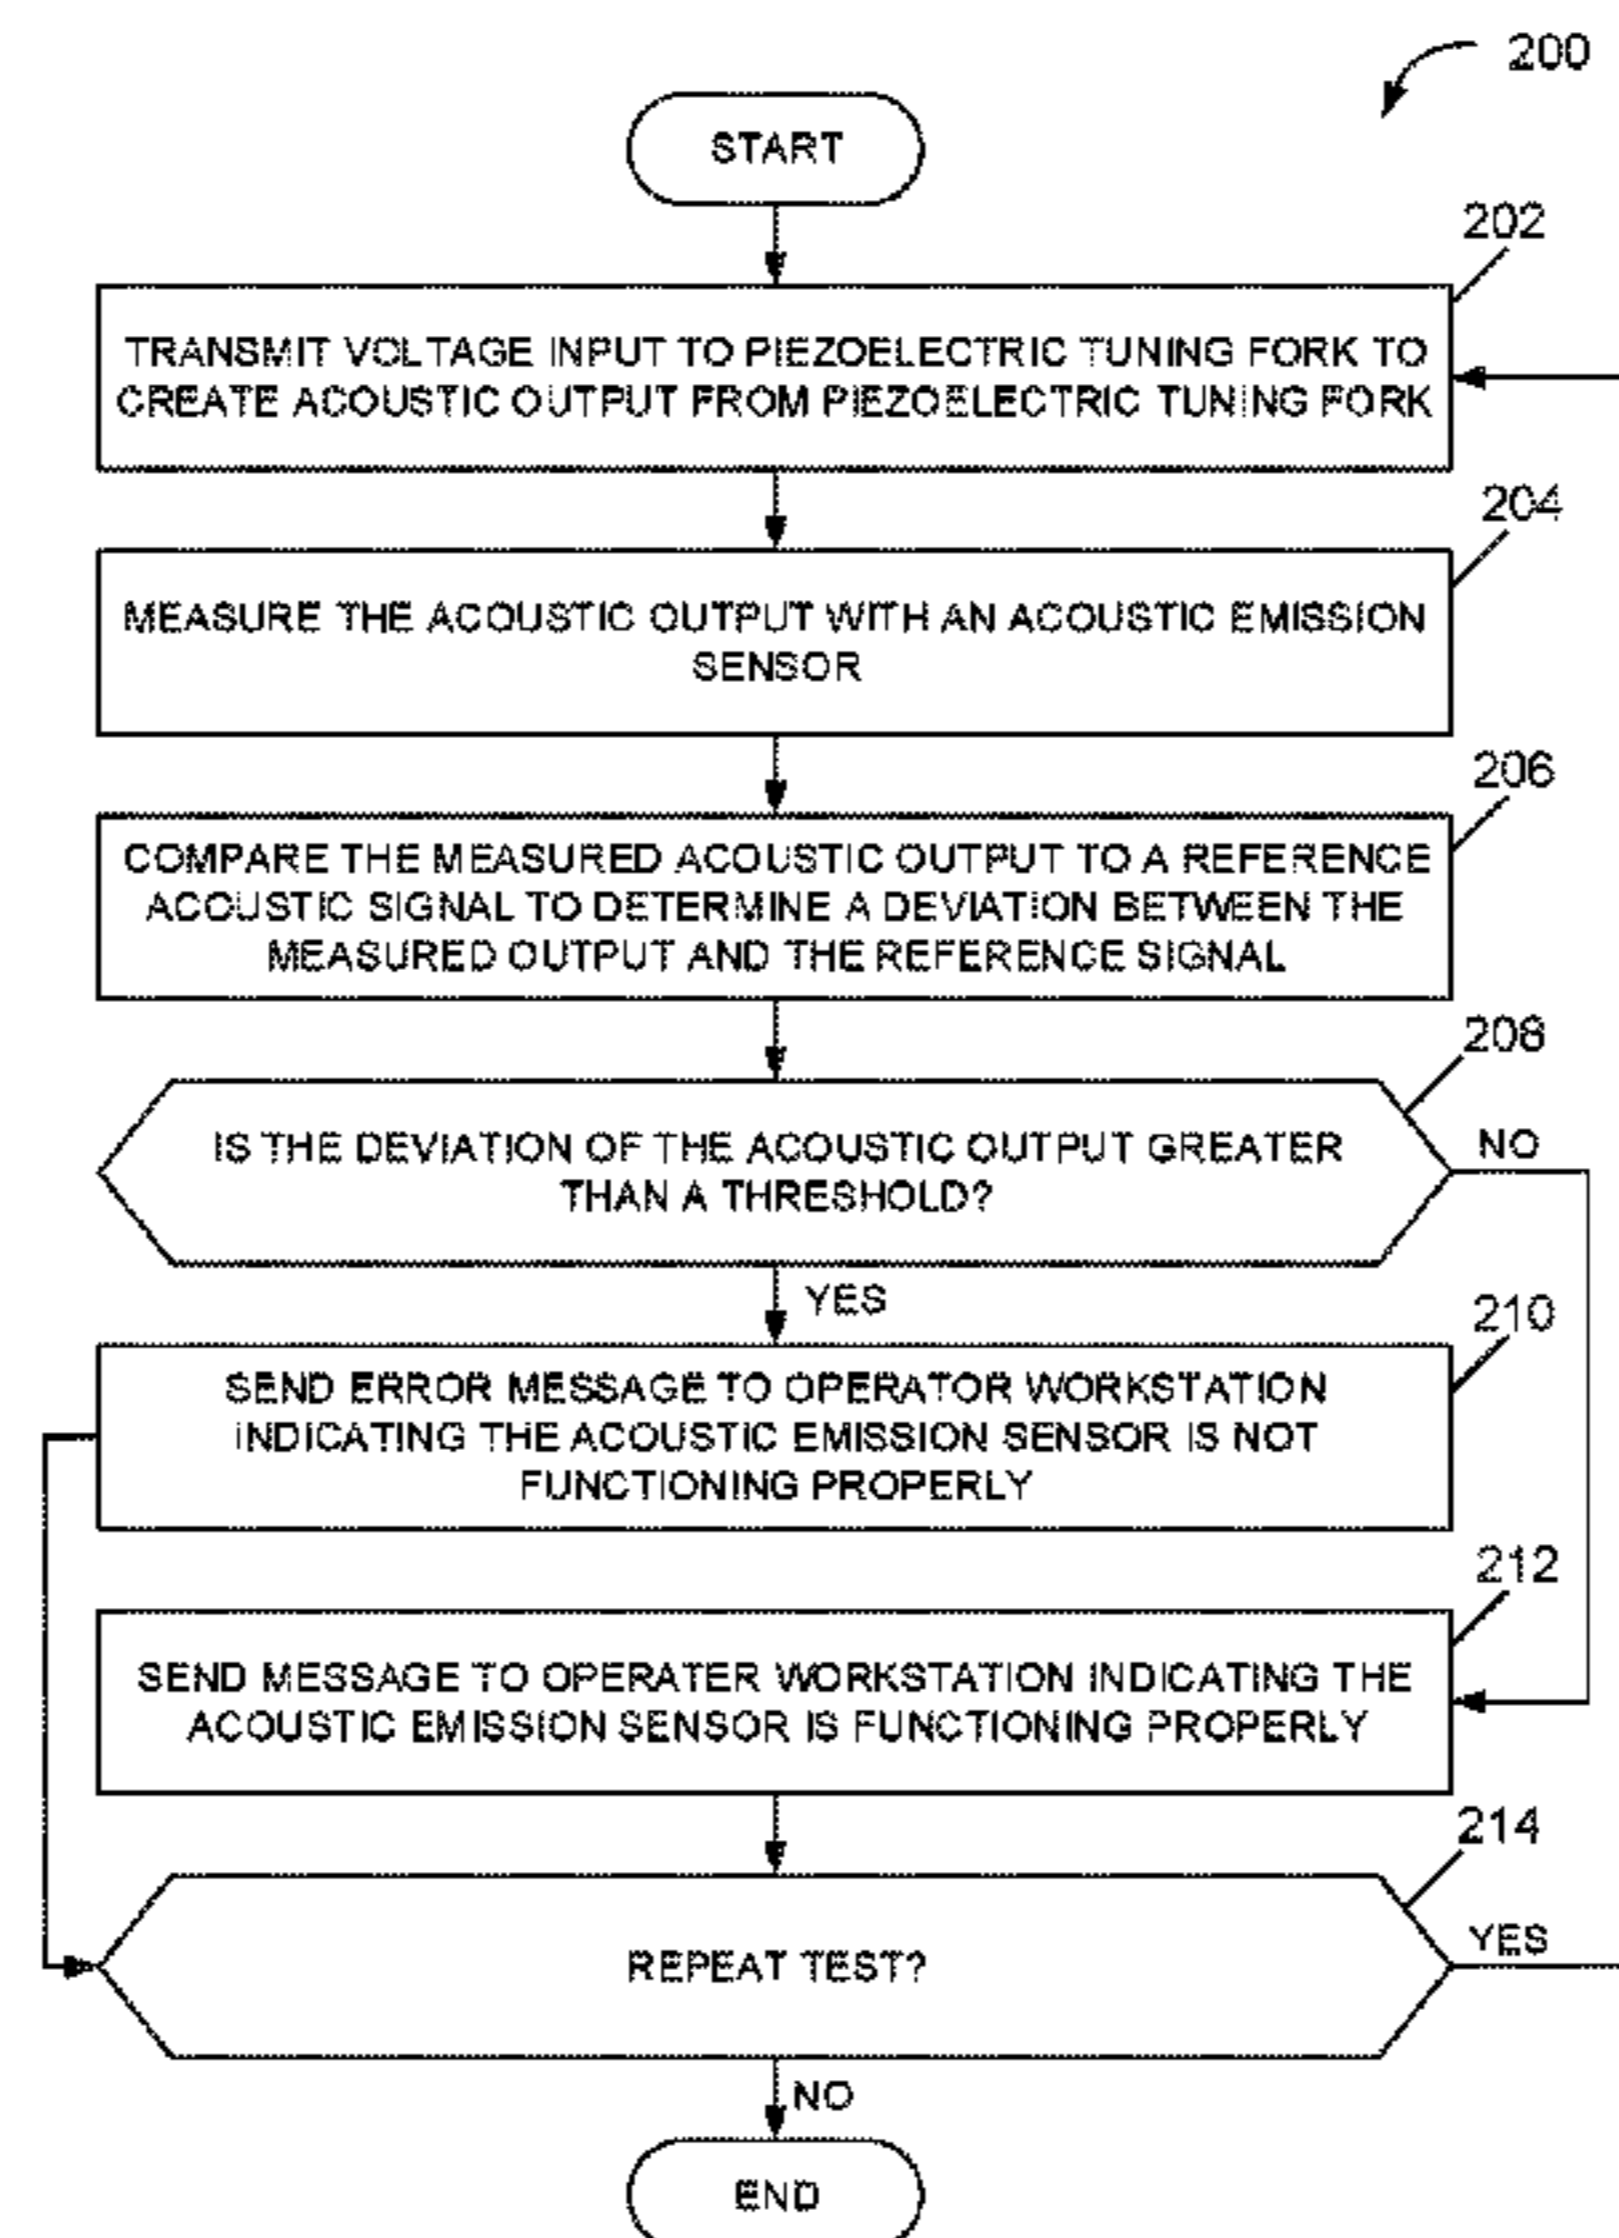 200
START
202
TRANSMIT VOLTAGE INPUT TO PIEZOELECTRIC TUNING FORK TO
CREATE ACOUSTIC OUTPUT FROM PIEZOELECTRIC TUNING FORK
204
MEASURE THE ACOUSTIC OUTPUT WITH AN ACOUSTIC EMISSION
SENSOR
206
COMPARE THE MEASURED ACOUSTIC OUTPUT TO A REFERENCE
ACOUSTIC SIGNAL TO DETERMINE A DEVIATION BETWEEN THE
MEASURED OUTPUT AND THE REFERENCE SIGNAL
208
IS THE DEVIATION OF THE ACOUSTIC OUTPUT GREATER
THAN A THRESHOLD?
NO
YES
210
SEND ERROR MESSAGE TO OPERATOR WORKSTATION
INDICATING THE ACOUSTIC EMISSION SENSOR IS NOT
FUNCTIONING PROPERLY
212
SEND MESSAGE TO OPERATER WORKSTATION INDICATING THE
ACOUSTIC EMISSION SENSOR IS FUNCTIONING PROPERLY
214
REPEAT TEST?
YES
NO
END